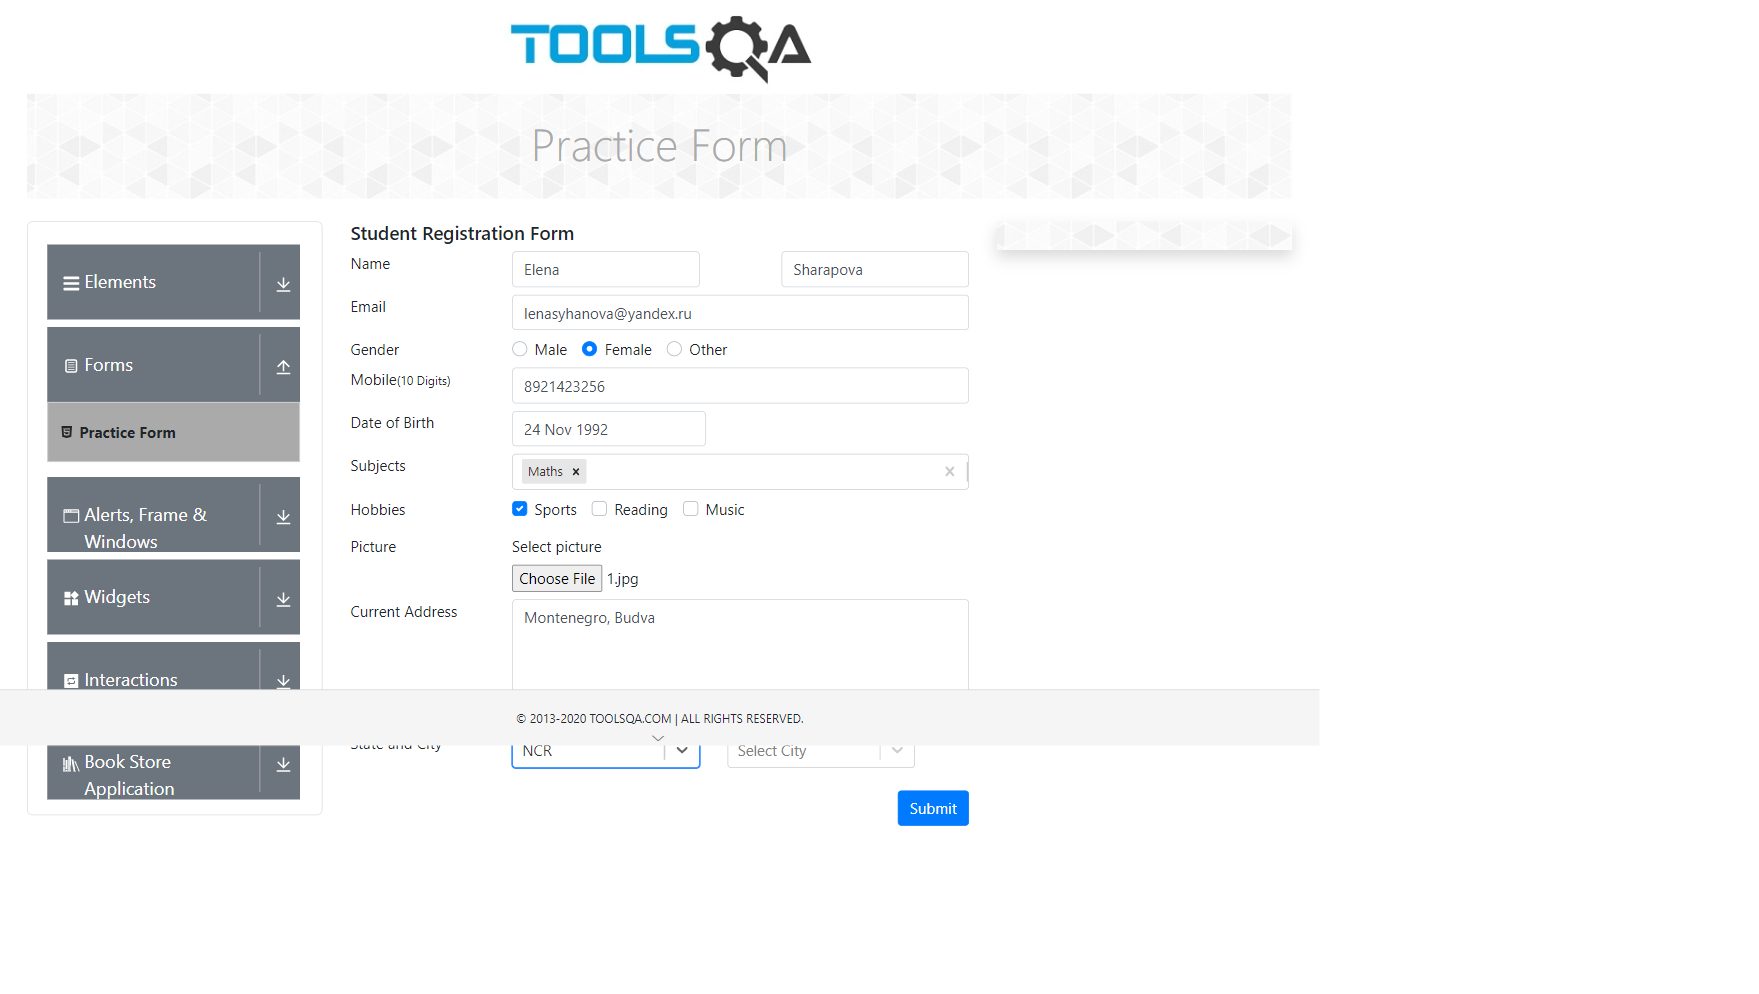 TOOLSQA
Practice Form
Elements
Forms
Practice Form
Alerts, Frame &
Windows
Widgets
Interactions
Book Store
Application
Student Registration Form
Name
Elena
Sharapova
Email
lenasyhanova@yandex.ru
Gender
Male
Female
Other
Mobile(10 Digits)
8921423256
Date of Birth
24 Nov 1992
Subjects
Maths
Hobbies
Sports
Reading
Music
Picture
Select picture
Choose File 1.jpg
Current Address
Montenegro, Budva
© 2013-2020 TOOLSQA.COM | ALL RIGHTS RESERVED.
State and City
NCR
Select City
Submit